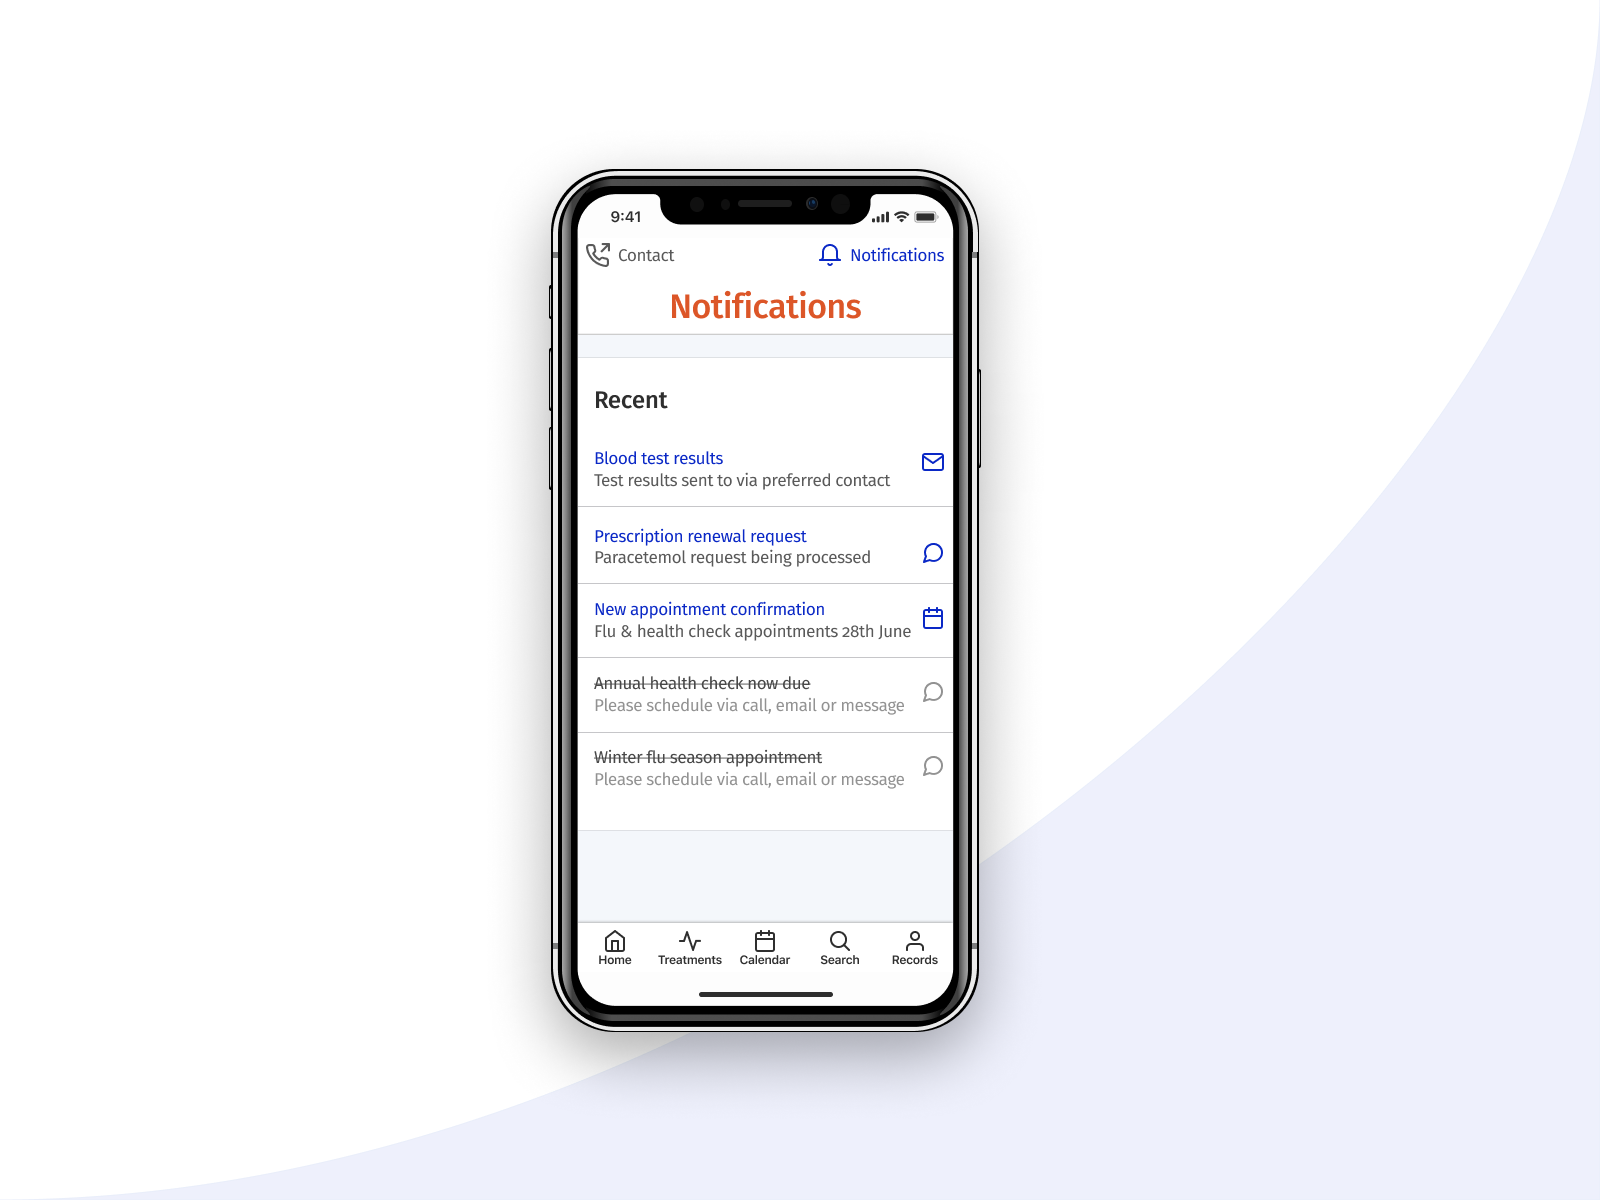 9:41
Contact
Notifications
Notifications
Recent
Blood test results
Test results sent to via preferred contact
Prescription renewal request
Paracetemol request being processed
New appointment confirmation
Flu & health check appointments 28th June
Annual health check now due
Please schedule via call, email or message
Winter flu season appointment
Please schedule via call, email or message
Home
Treatments
Calendar
Search
Records